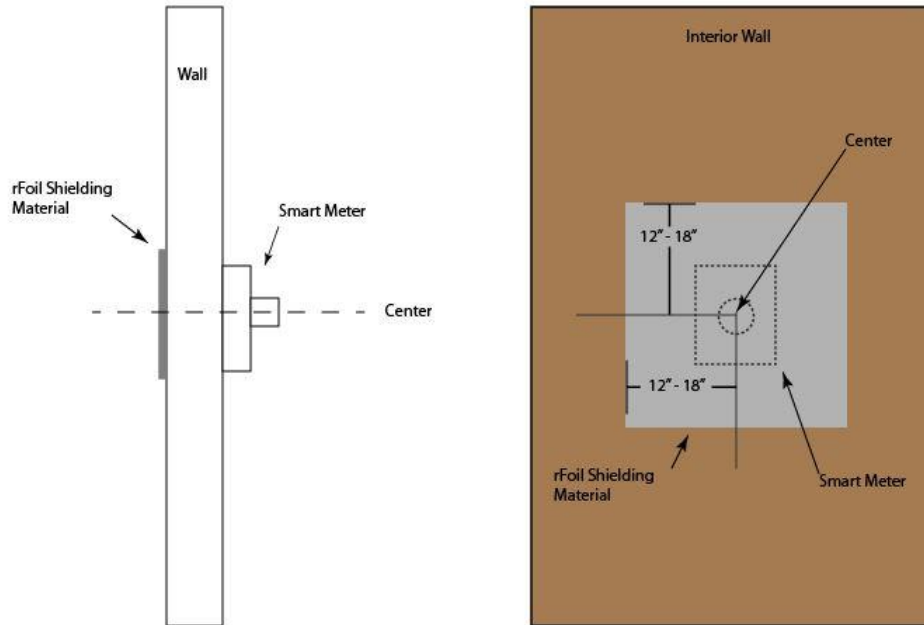 Wall
rFoil Shielding
Material
Smart Meter
Center
Interior Wall
Center
12” - 18”
12” - 18”
rFoil Shielding
Material
Smart Meter